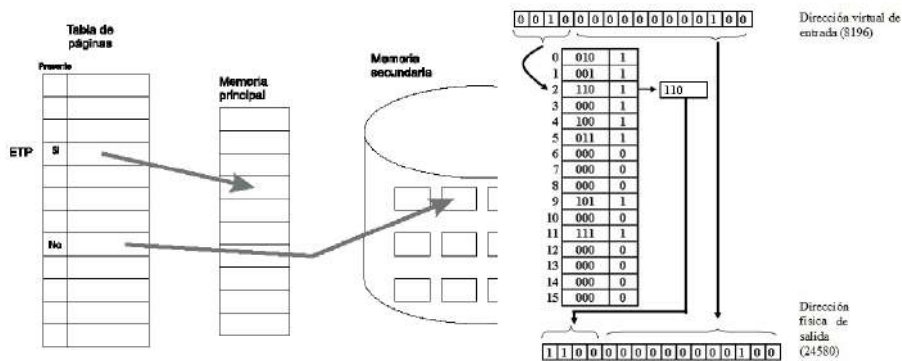 Tabla de
páginas
Presente
ETP
Sí
No
Memoria
principal
Memoria
secundaria
0 0 1 0 0 0 0 0 0 0 0 0 0 1 0 0
Dirección virtual de
entrada (8196)
0 010 1
1 001 1
2 110 1
110
3 000 1
4 100 1
5 011 1
6 000 0
7 000 0
8 000 0
9 101 1
10 000 0
11 111 1
12 000 0
13 000 0
14 000 0
15 000 0
Dirección
física de
salida
(24580)
1 1 0 0 0 0 0 0 0 0 0 0 1 0 0